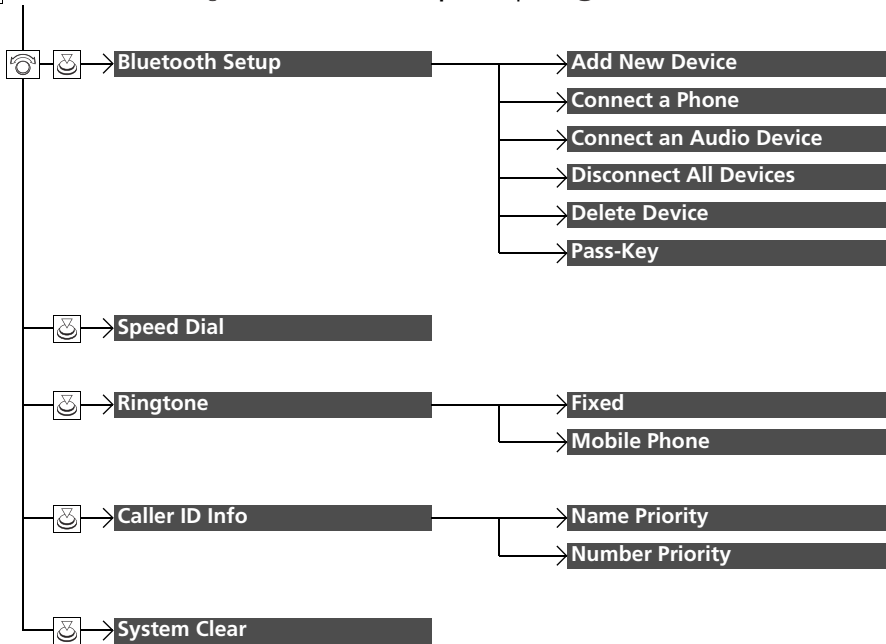 Bluetooth Setup
Add New Device
Connect a Phone
Connect an Audio Device
Disconnect All Devices
Delete Device
Pass-Key
Speed Dial
Ringtone
Fixed
Mobile Phone
Caller ID Info
Name Priority
Number Priority
System Clear